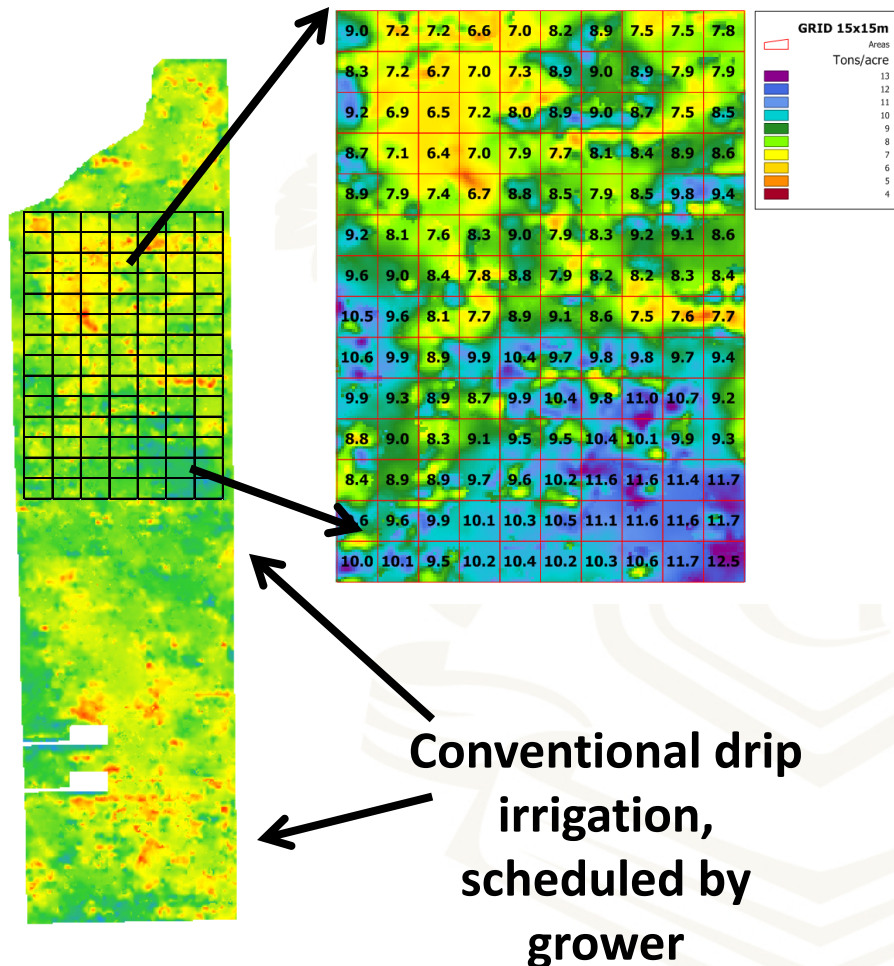 9.0 7.2 7.2 6.6 7.0 8.2 8.9 7.5 7.5 7.8
8.3 7.2 6.7 7.0 7.3 8.9 9.0 8.9 7.9 7.9
9.2 6.9 6.5 7.2 8.0 8.9 9.0 8.7 7.5 8.5
8.7 7.1 6.4 7.0 7.9 7.7 8.1 8.4 8.9 8.6
8.9 7.9 7.4 6.7 8.8 8.5 7.9 8.5 9.8 9.4
9.2 8.1 7.6 8.3 9.0 7.9 8.3 9.2 9.1 8.6
9.6 9.0 8.4 7.8 8.8 7.9 8.2 8.2 8.3 8.4
10.5 9.6 8.1 7.7 8.9 9.1 8.6 7.5 7.6 7.7
10.6 9.9 8.9 9.9 10.4 9.7 9.8 9.8 9.7 9.4
9.9 9.3 8.9 8.7 9.9 10.4 9.8 11.0 10.7 9.2
8.8 9.0 8.3 9.1 9.5 9.5 10.4 10.1 9.9 9.3
8.4 8.9 8.9 9.7 9.6 10.2 11.6 11.6 11.4 11.7
9.6 9.9 10.1 10.3 10.5 11.1 11.6 11.6 11.7
10.0 10.1 9.5 10.2 10.4 10.2 10.3 10.6 11.7 12.5
GRID 15x15m
Areas
Tons/acre
13
12
11
10
9
8
7
6
5
4
Conventional drip
irrigation,
scheduled by
grower